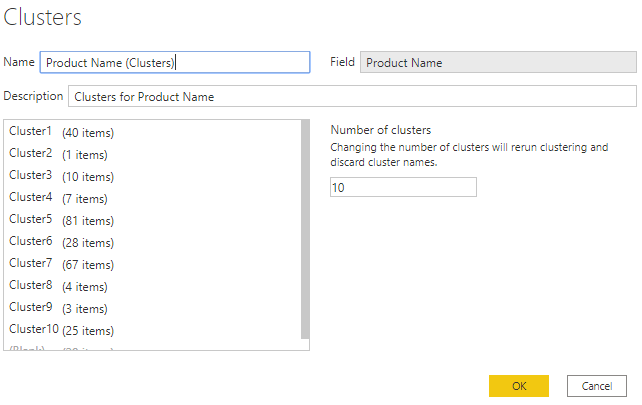 Clusters
Name Product Name (Clusters) Field Product Name
Description Clusters for Product Name
Cluster1 (40 items)
Cluster2 (1 items)
Cluster3 (10 items)
Cluster4 (7 items)
Cluster5 (81 items)
Cluster6 (28 items)
Cluster7 (67 items)
Cluster8 (4 items)
Cluster9 (3 items)
Cluster10 (25 items)
(Blank)
Number of clusters
Changing the number of clusters will rerun clustering and
discard cluster names.
10
OK Cancel